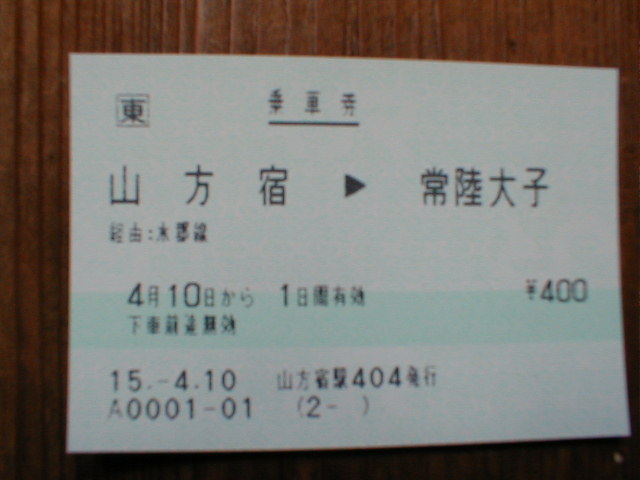 東 乗車券
山方宿 ▶ 常陸大子
経由:水郡線
4月10日から 1日間有効 ¥400
下車前途無効
15.-4.10 山方宿駅404発行
A0001-01 (2- )